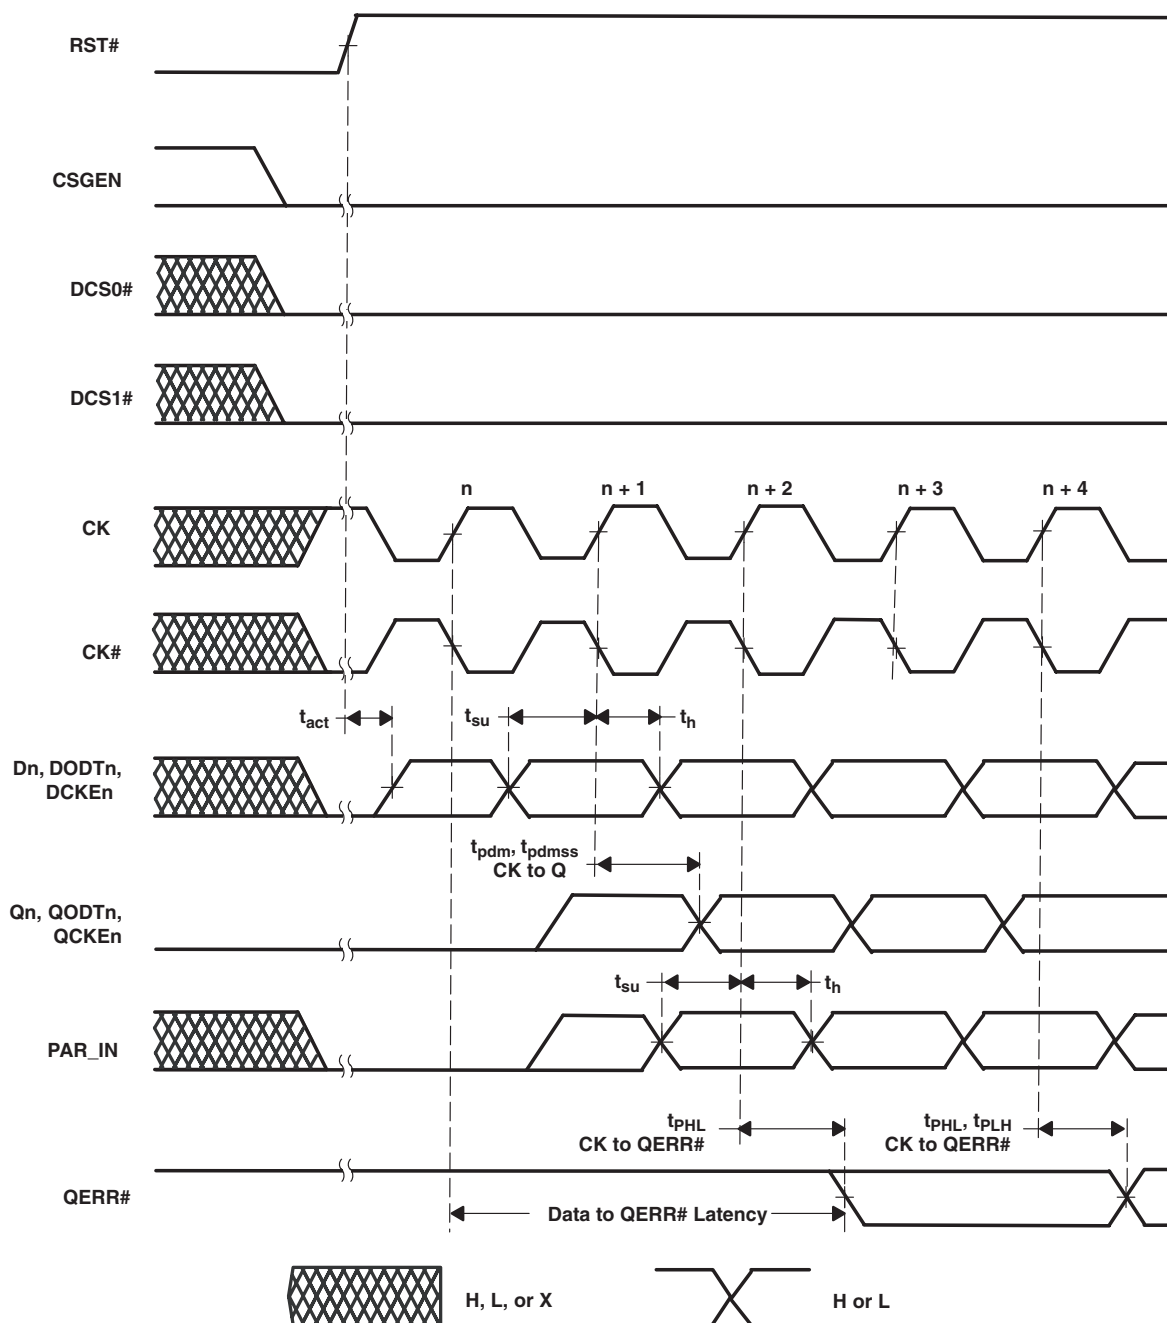 RST#
CSGEN
DCS0#
DCS1#
n
n + 1
n + 2
n + 3
n + 4
CK
CK#
tact
tsu
th
Dn, DODTn,
DCKEn
tpdm, tpdmss
CK to Q
Qn, QODTn,
QCKEn
tsu
th
PAR_IN
tPHL
CK to QERR#
tPHL, tPLH
CK to QERR#
QERR#
Data to QERR# Latency
H, L, or X
H or L